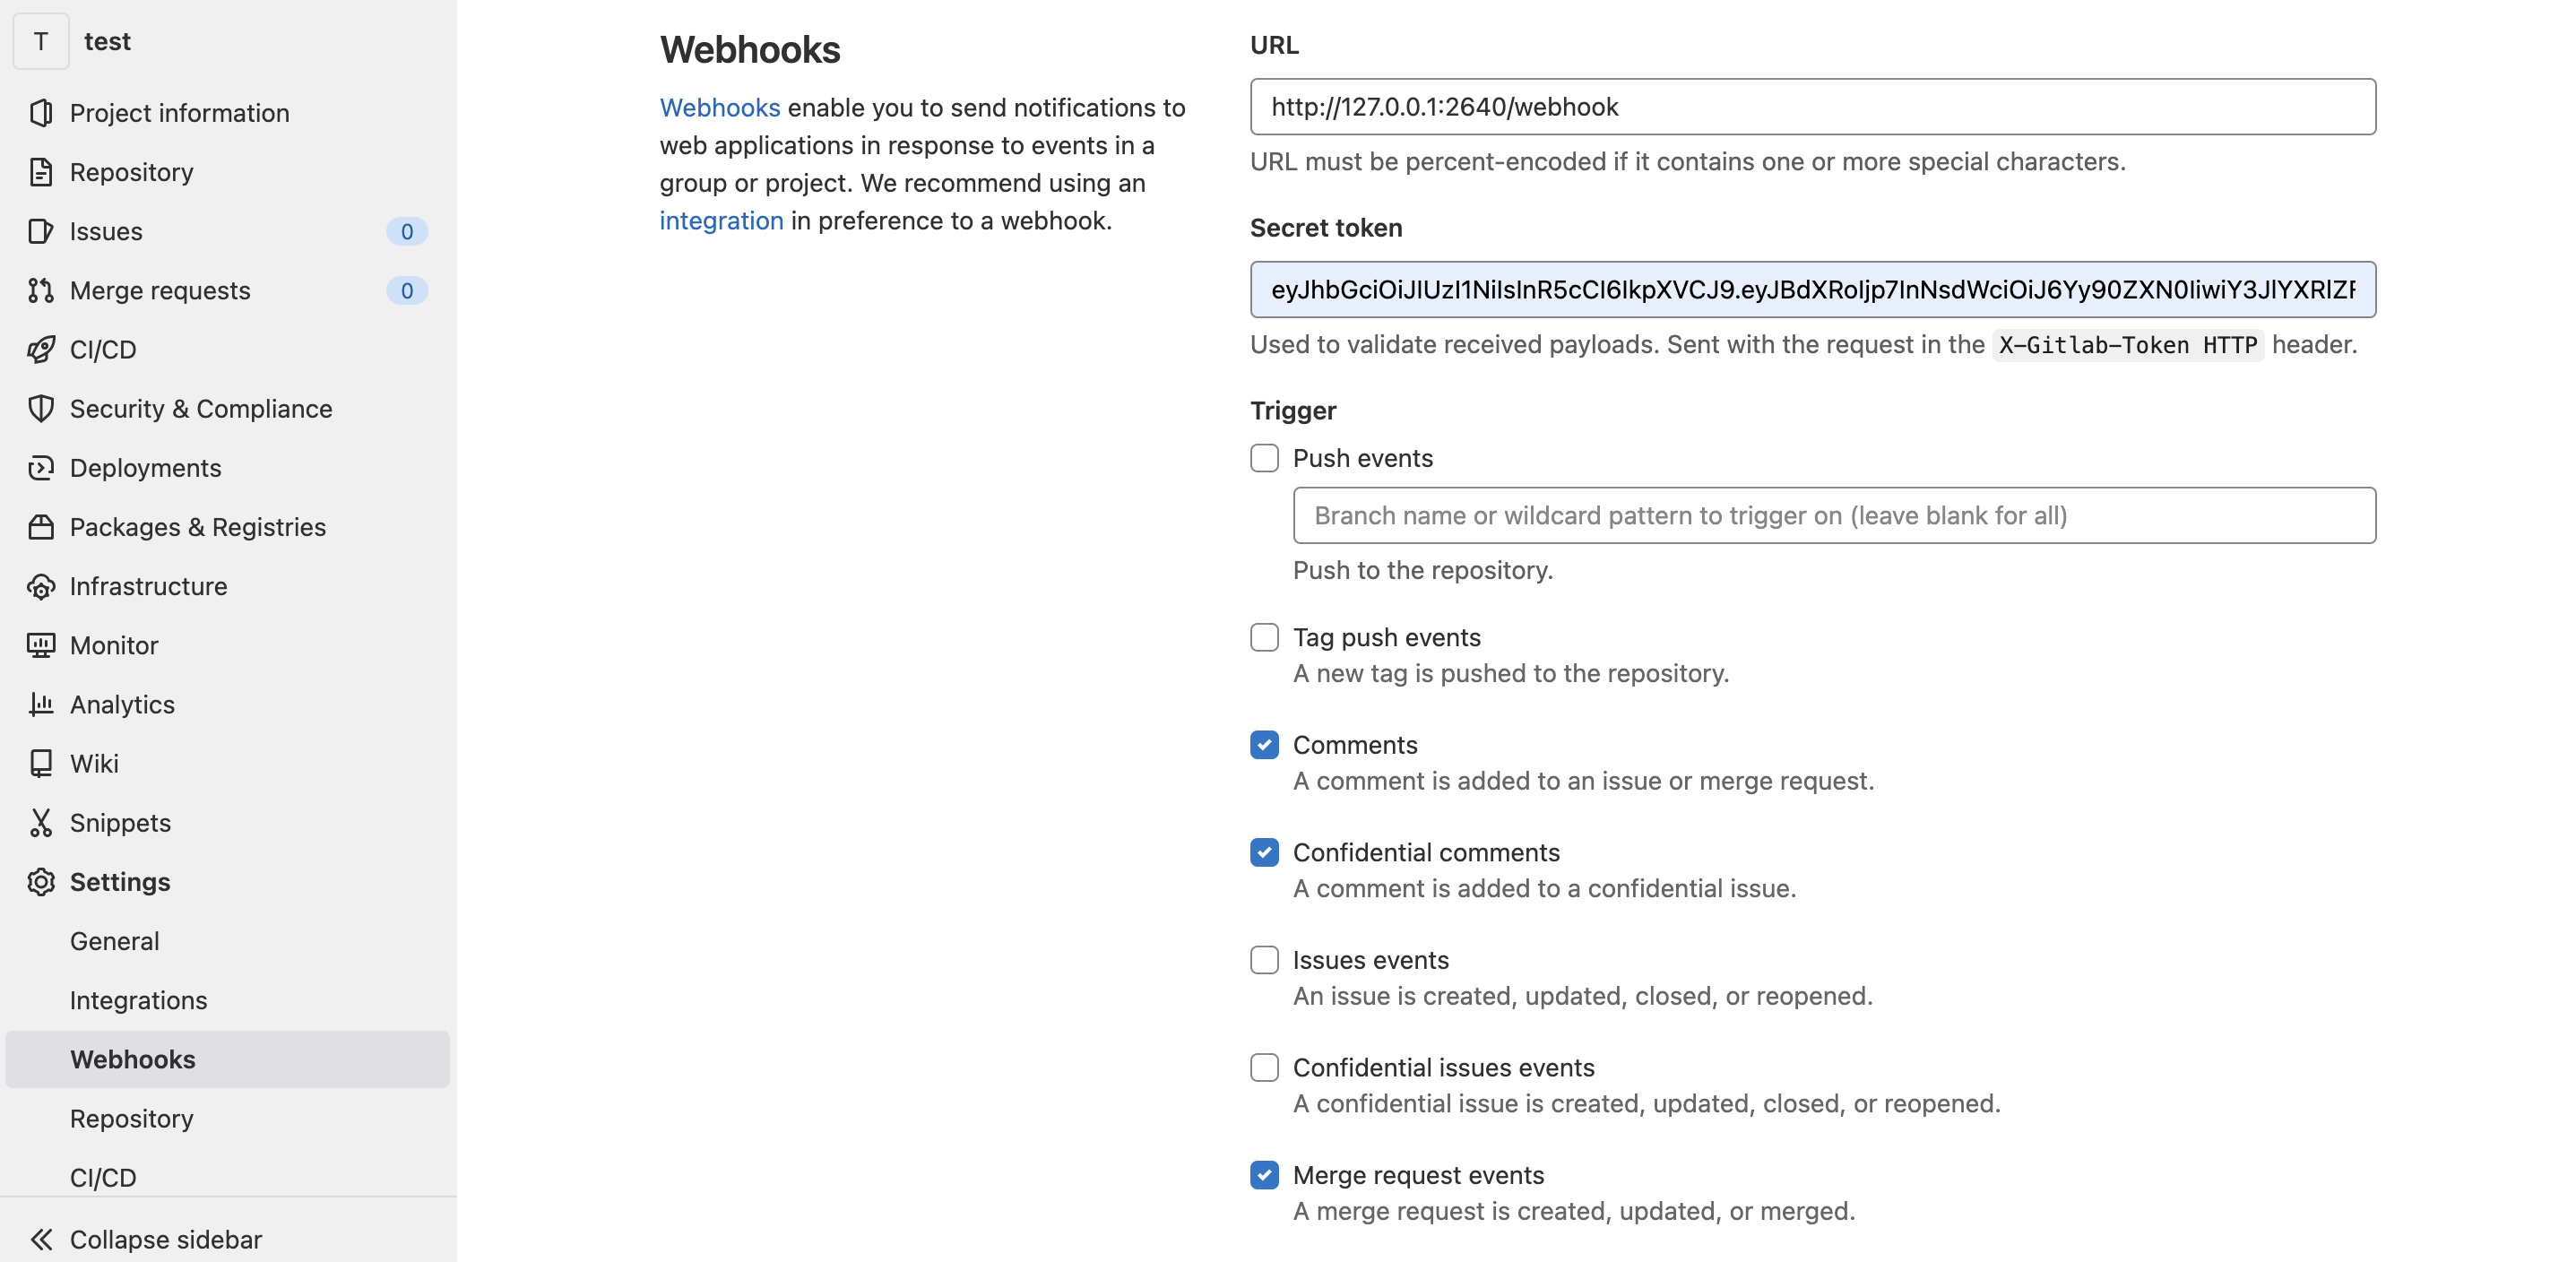 T
test
Project information
Repository
Issues
0
Merge requests
0
CI/CD
Security & Compliance
Deployments
Packages & Registries
Infrastructure
Monitor
Analytics
Wiki
Snippets
Settings
General
Integrations
Webhooks
Repository
CI/CD
Collapse sidebar
Webhooks
Webhooks enable you to send notifications to
web applications in response to events in a
group or project. We recommend using an
integration in preference to a webhook.
URL
http://127.0.0.1:2640/webhook
URL must be percent-encoded if it contains one or more special characters.
Secret token
eyJhbGciOiJIUzI1NiIsInR5cCI6IkpXVCJ9.eyJBdXRoIjp7InNsdWciOiJ6Yy90ZXN0IiwiY3JlYXRlZF
Used to validate received payloads. Sent with the request in the X-Gitlab-Token HTTP header.
Trigger
Push events
Branch name or wildcard pattern to trigger on (leave blank for all)
Push to the repository.
Tag push events
A new tag is pushed to the repository.
Comments
A comment is added to an issue or merge request.
Confidential comments
A comment is added to a confidential issue.
Issues events
An issue is created, updated, closed, or reopened.
Confidential issues events
A confidential issue is created, updated, closed, or reopened.
Merge request events
A merge request is created, updated, or merged.